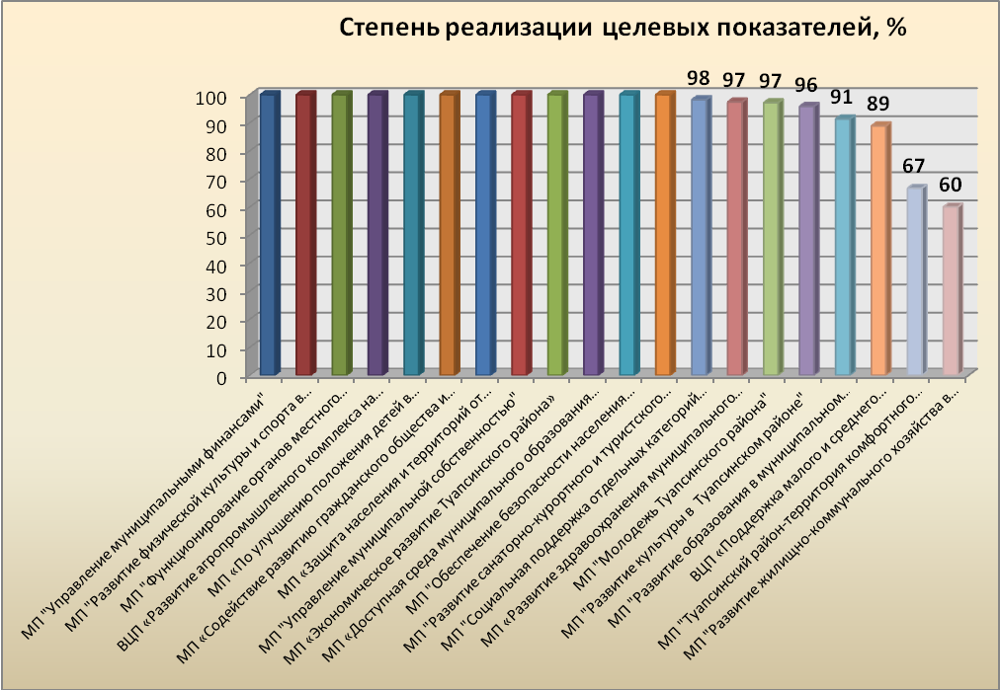 Степень реализации целевых показателей, %
98
97
97
96
91
89
67
60
100
90
80
70
60
50
40
30
20
10
0
МП "Управление муниципальными финансами"
МП "Развитие физической культуры и спорта в...
МП "Функционирование органов местного...
ВЦП «Развитие агропромышленного комплекса на...
МП «По улучшению положения детей в...
МП «Содействие развитию гражданского общества и...
МП «Защита населения и территорий от...
МП "Управление муниципальной собственностью"
МП «Экономическое развитие Туапсинского района»
МП «Доступная среда муниципального образования...
МП "Обеспечение безопасности населения...
МП "Развитие санаторно-курортного и туристского...
МП "Социальная поддержка отдельных категорий...
МП «Развитие здравоохранения муниципального...
МП "Молодежь Туапсинского района"
МП "Развитие культуры в Туапсинском районе"
МП "Развитие образования в муниципальном...
ВЦП «Поддержка малого и среднего...
МП "Туапсинский район-территория комфортного...
МП "Развитие жилищно-коммунального хозяйства в...